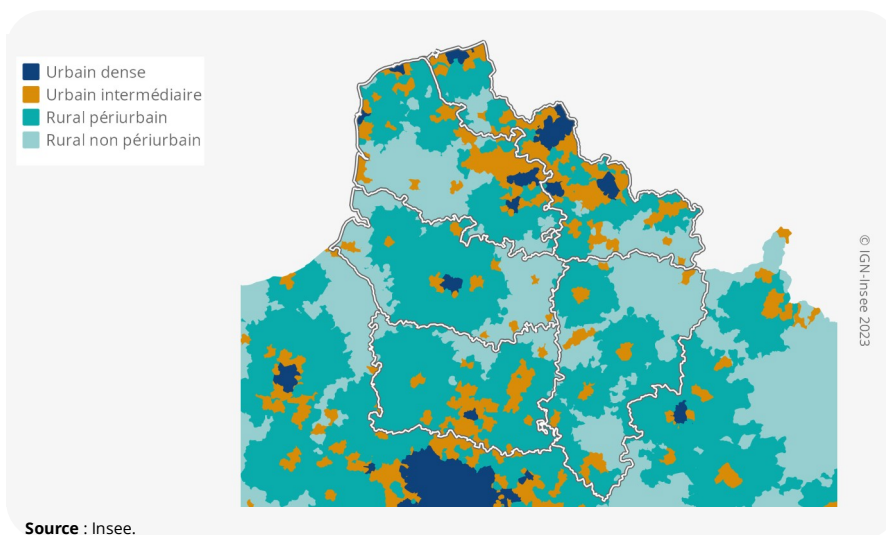 Urbain dense
Urbain intermédiaire
Rural périurbain
Rural non périurbain
© IGN-Insee 2023
Source : Insee.